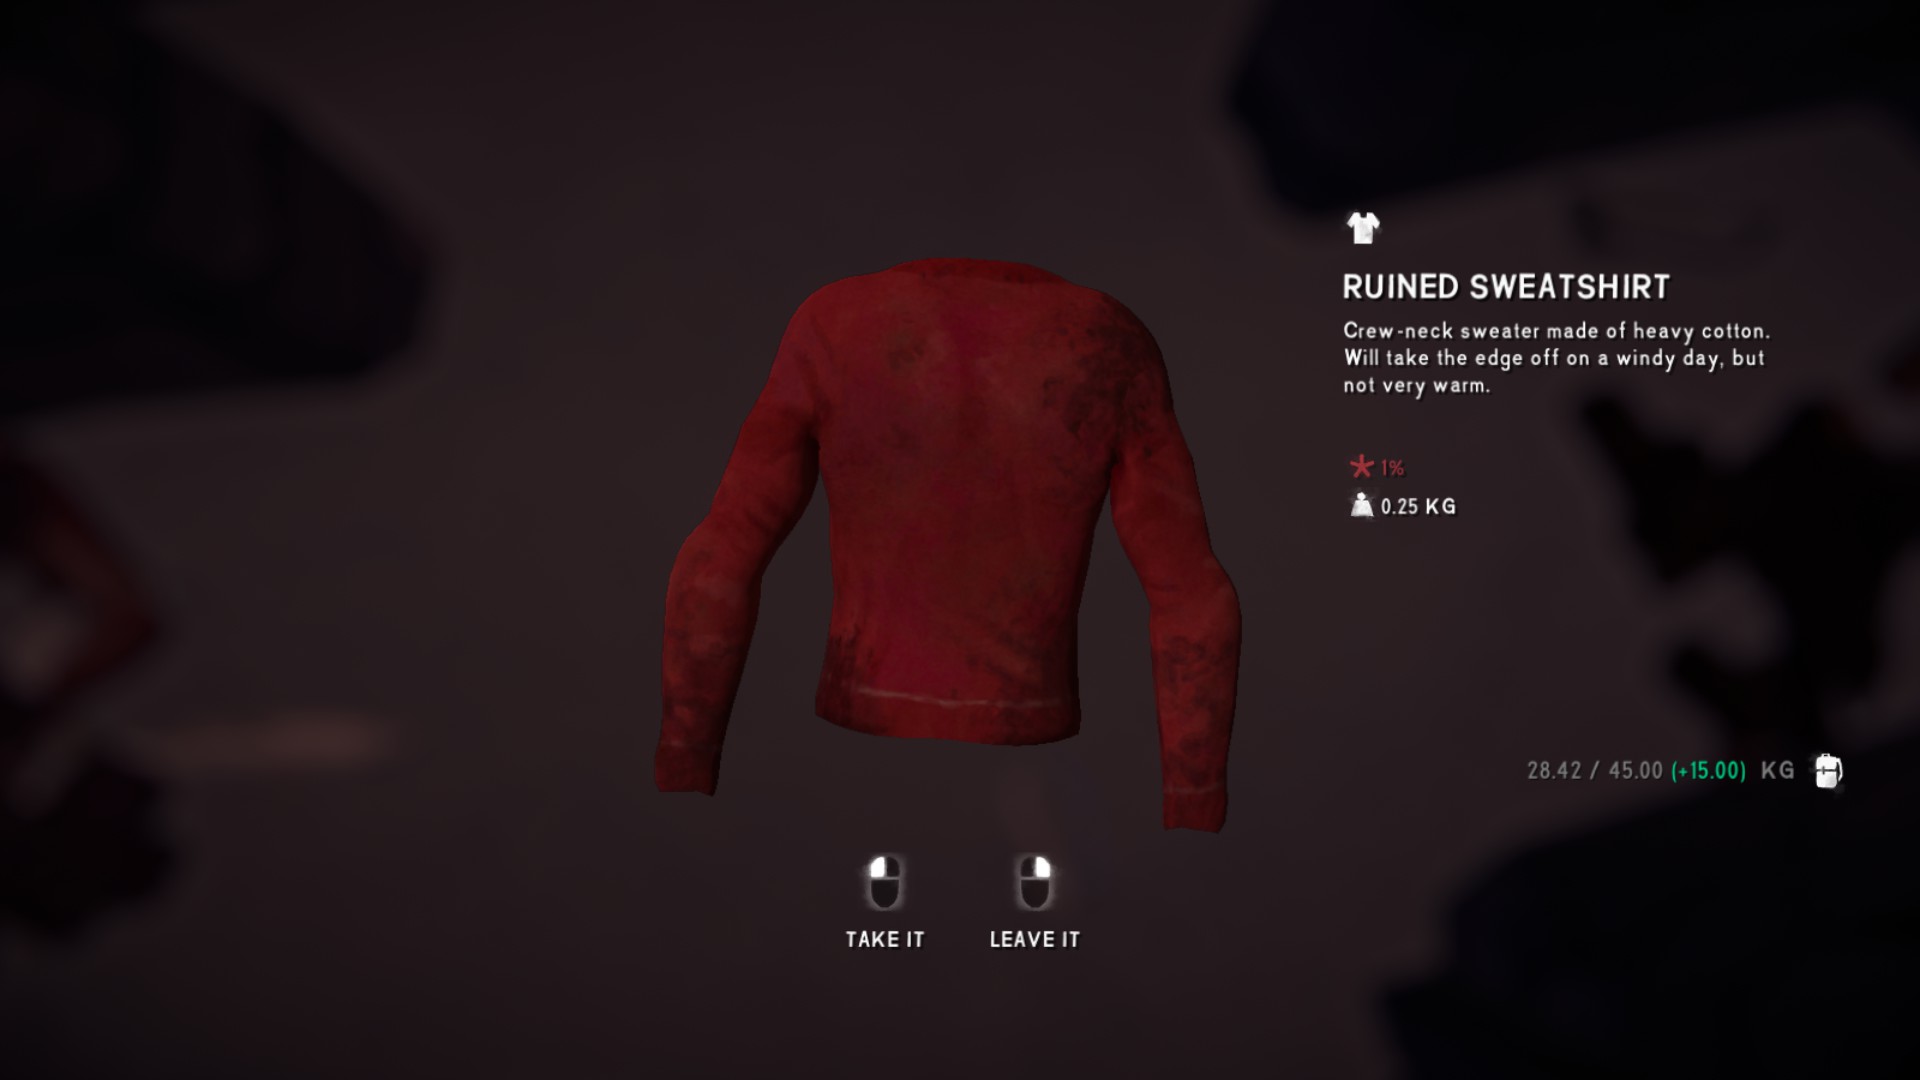 RUINED SWEATSHIRT
Crew-neck sweater made of heavy cotton.
Will take the edge off on a windy day, but
not very warm.
1%
0.25 KG
28.42 / 45.00 (+15.00) KG
TAKE IT
LEAVE IT